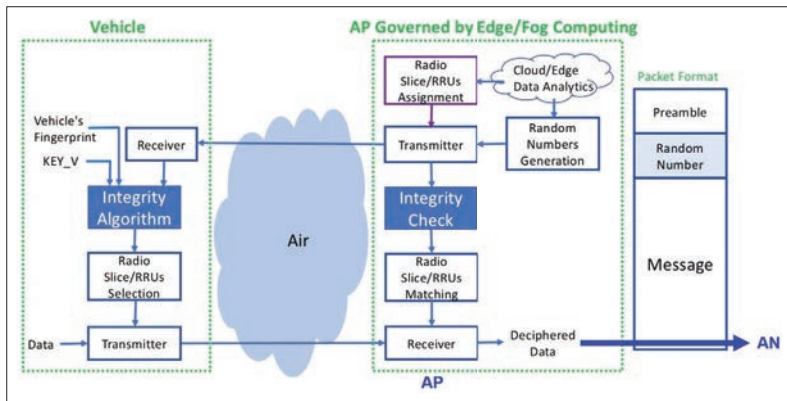 Vehicle
AP Governed by Edge/Fog Computing
Radio
Slice/RRUs
Assignment
Cloud/Edge
Data Analytics
Packet Format
Preamble
Random
Number
Message
Vehicle's
Fingerprint
KEY_V
Receiver
Transmitter
Random
Numbers
Generation
Integrity
Algorithm
Air
Integrity
Check
Radio
Slice/RRUs
Selection
Radio
Slice/RRUs
Matching
Data
Transmitter
Receiver
Deciphered
Data
AN
AP